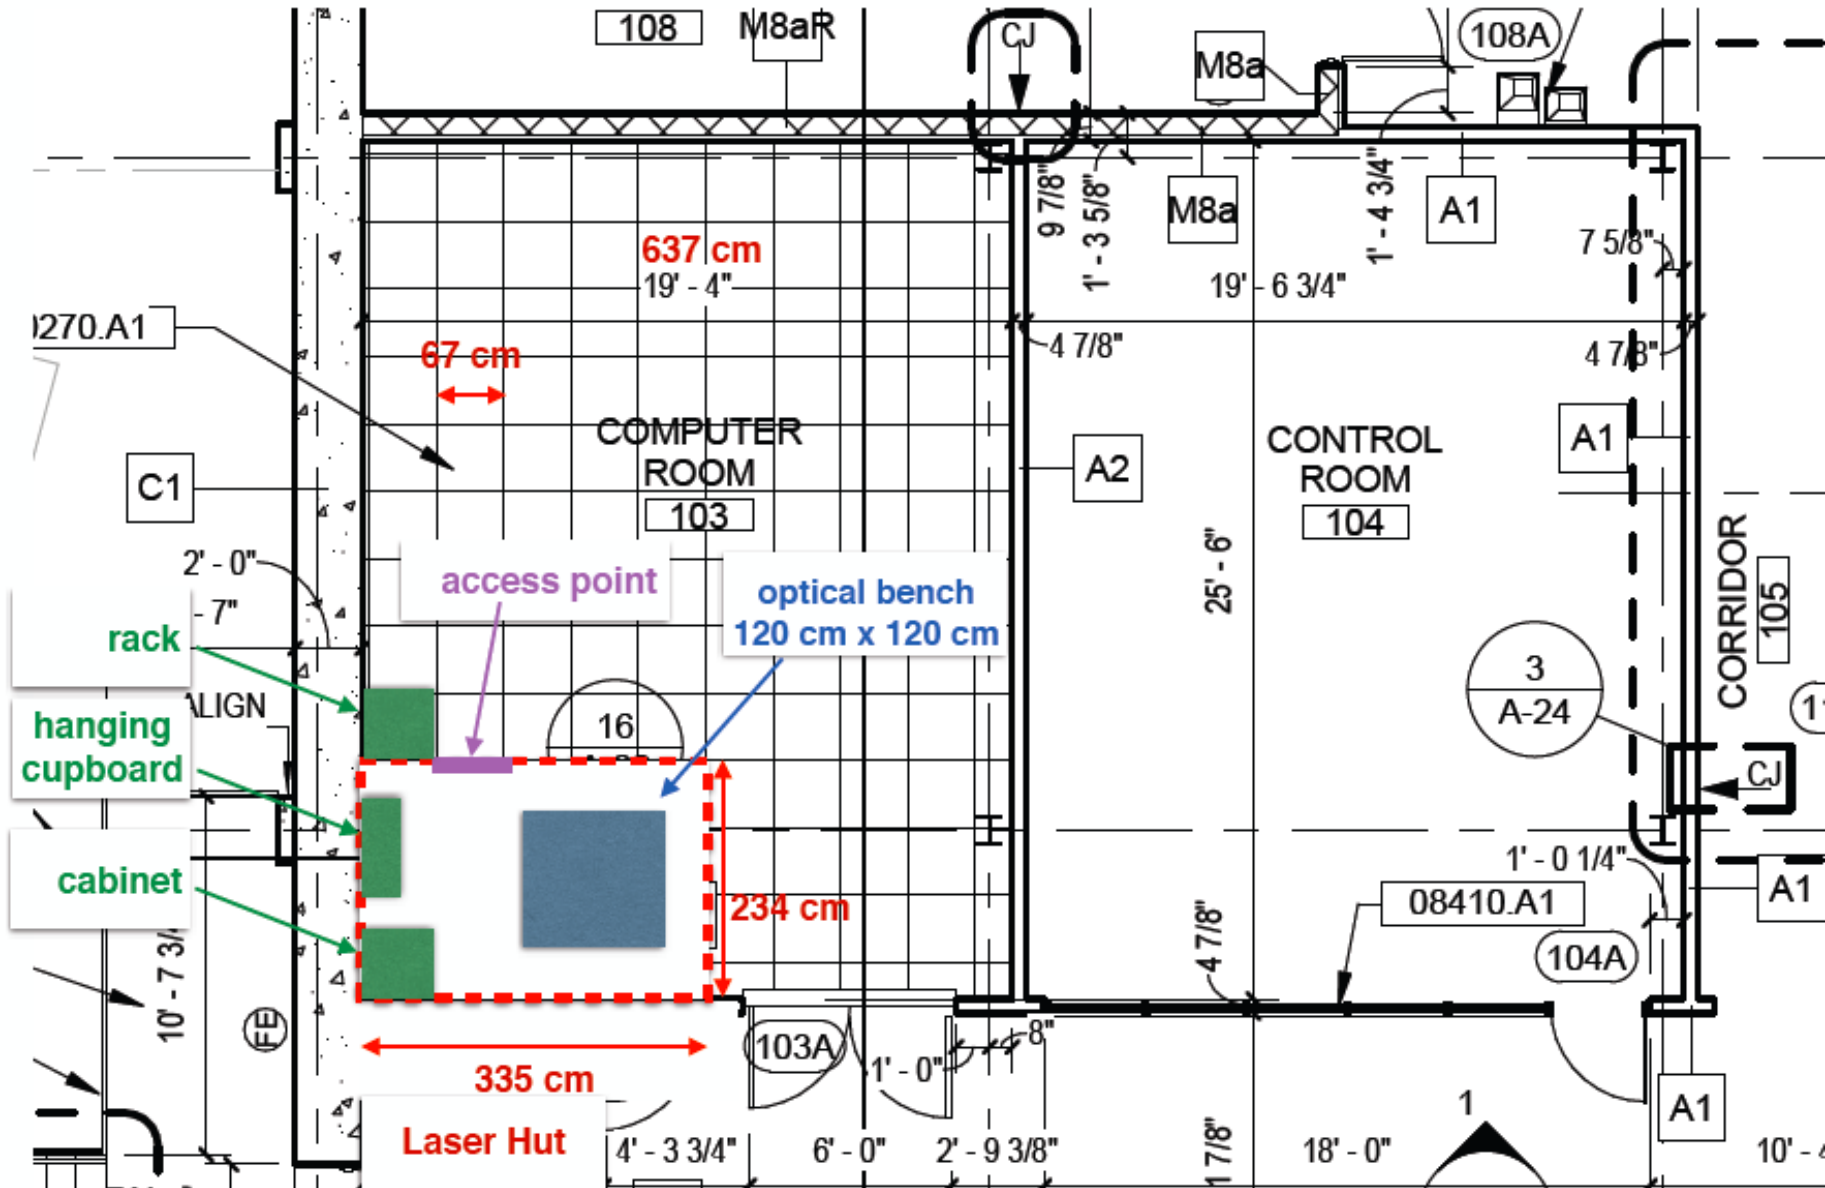 108
M8aR
CJ
M8a
108A
9 7/8"
1' - 3 5/8"
M8a
1' - 4 3/4"
A1
7 5/8"
637 cm
19' - 4"
19' - 6 3/4"
0270.A1
67 cm
4 7/8"
4 7/8"
COMPUTER
ROOM
103
CONTROL
ROOM
104
A1
A2
C1
25' - 6"
CORRIDOR
105
2' - 0"
- 7"
access point
optical bench
120 cm x 120 cm
rack
3
A-24
ALIGN
16
hanging
cupboard
CJ
cabinet
234 cm
1' - 0 1/4"
08410.A1
A1
4 7/8"
104A
10' - 7 3/4
FE
103A
8"
1' - 0"
335 cm
Laser Hut
4' - 3 3/4"
6' - 0"
2' - 9 3/8"
1 7/8"
18' - 0"
1
A1
10' - 4